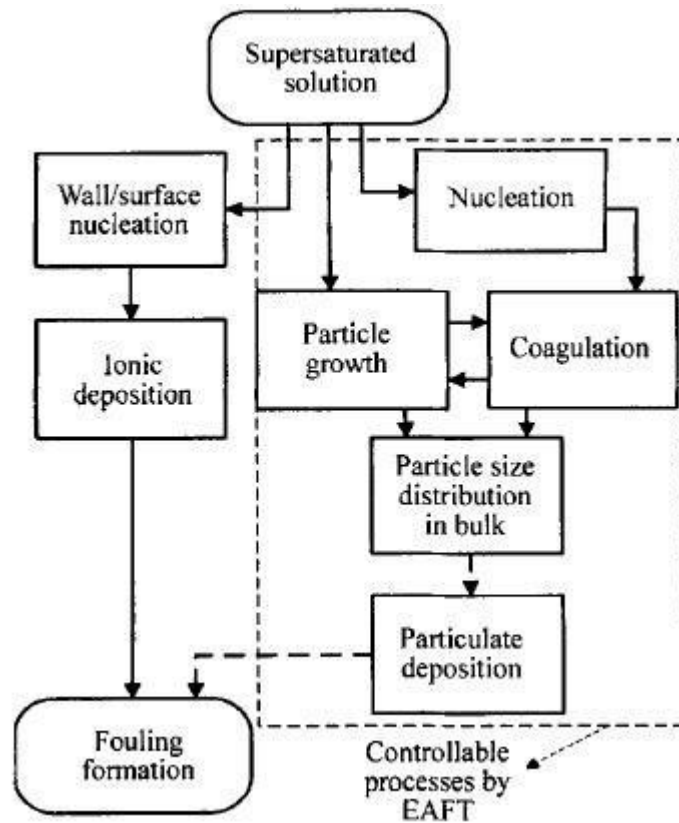 Supersaturated
solution
Wall/surface
nucleation
Nucleation
Particle
growth
Coagulation
Ionic
deposition
Particle size
distribution
in bulk
Particulate
deposition
Fouling
formation
Controllable
processes by
EAFT